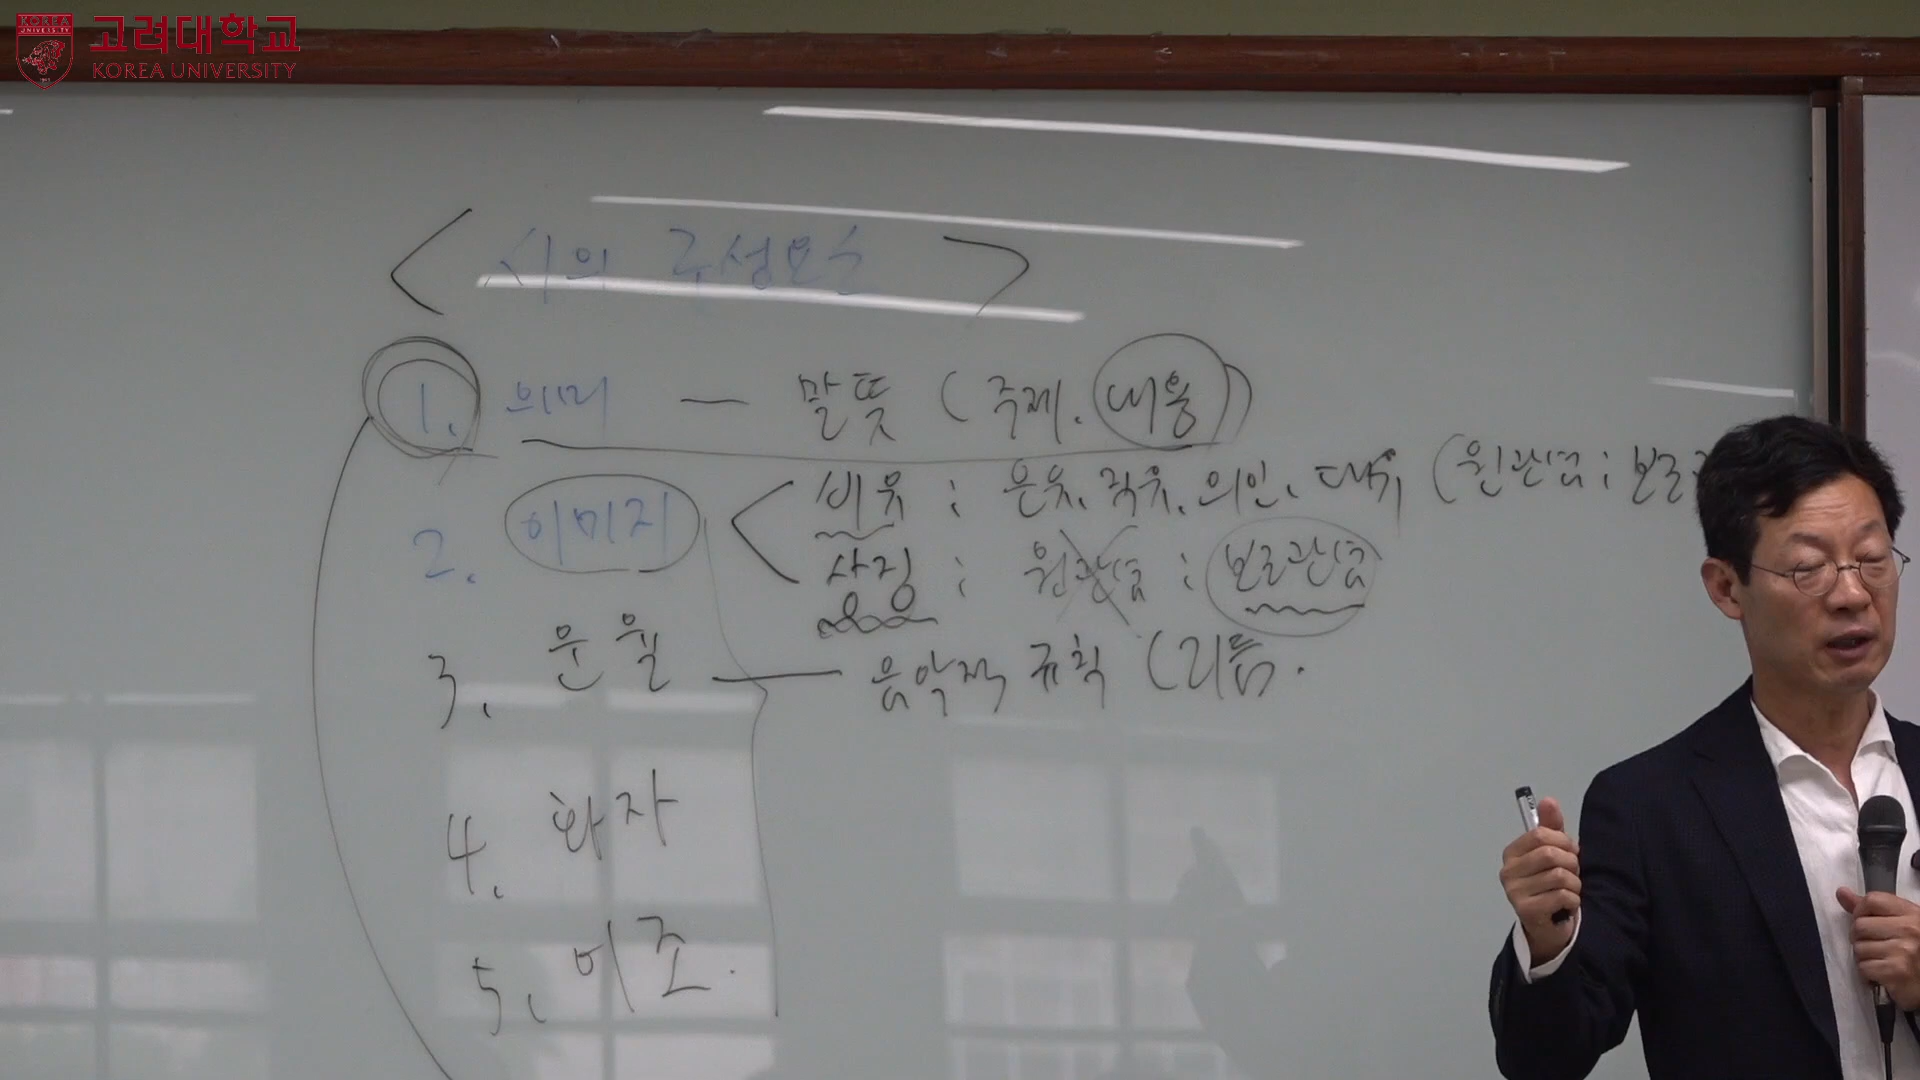 고려대학교
KOREA UNIVERSITY
< 시의 구성요소 >
1. 의미 — 말뜻 (주제. 내용)
2. 이미지 < 비유 : 은유. 직유. 의인. 대유 (원관념 : 보조관
상징 : 원관념 : 보조관념
3. 운율 — 음악적 규칙 (리듬.
4. 화자
5. 어조.